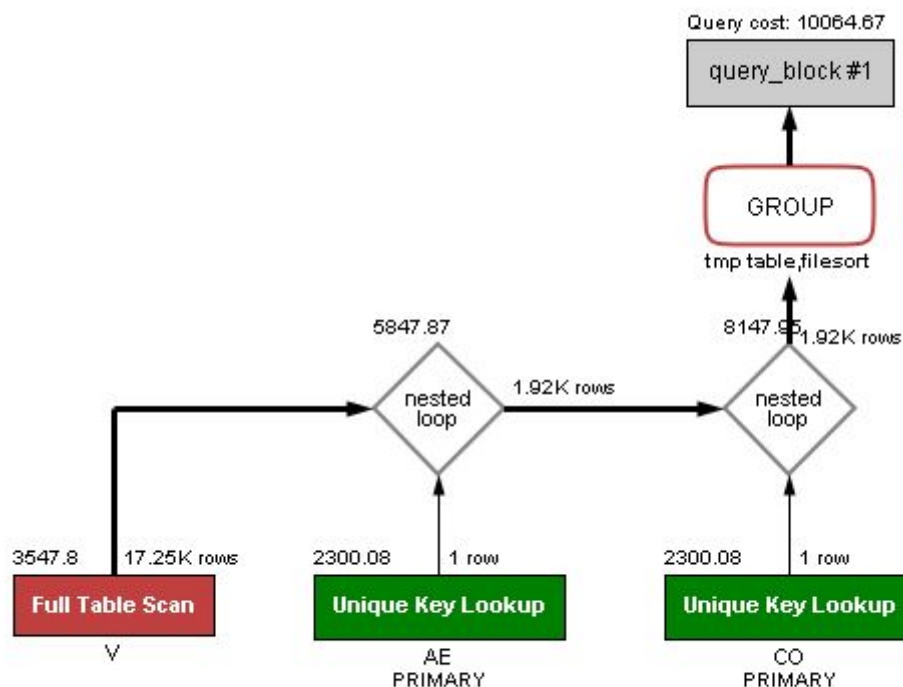 Query cost: 10064.67
query_block #1
GROUP
tmp table,filesort
5847.87
8147.95
1.92K rows
nested
loop
1.92K rows
nested
loop
3547.8
17.25K rows
2300.08
1 row
2300.08
1 row
Full Table Scan
Unique Key Lookup
Unique Key Lookup
V
AE
PRIMARY
CO
PRIMARY